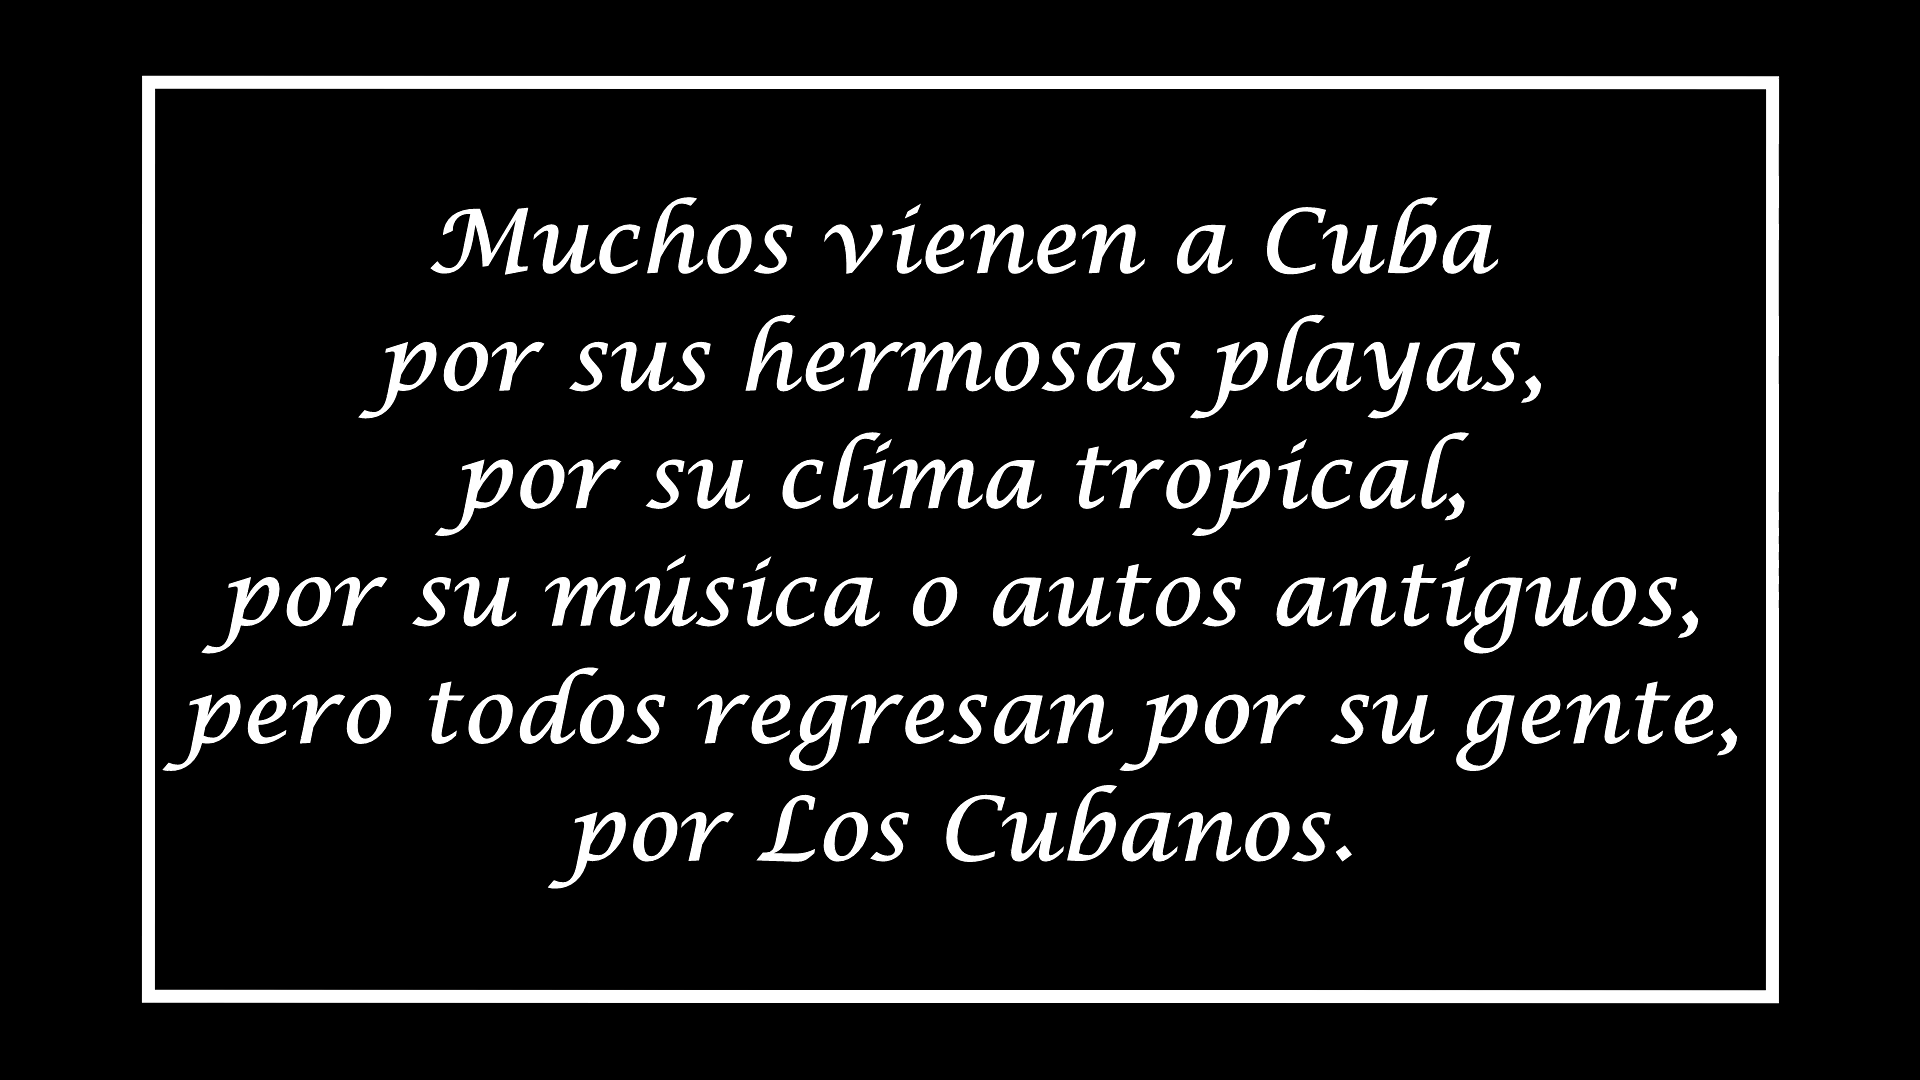 Muchos vienen a Cuba
por sus hermosas playas,
por su clima tropical,
por su música o autos antiguos,
pero todos regresan por su gente,
por Los Cubanos.